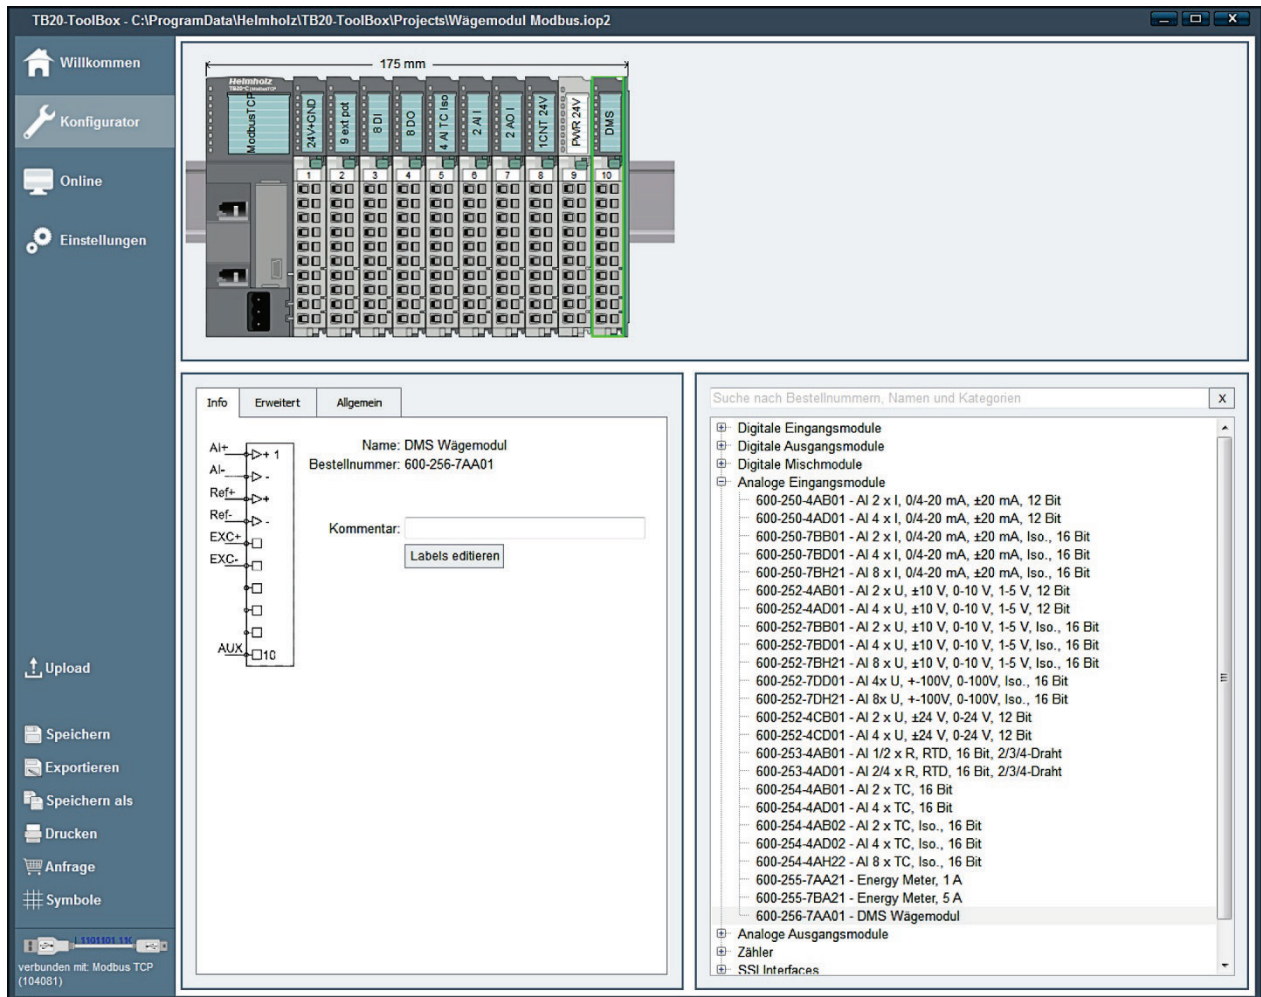 TB20-ToolBox - C:\ProgramData\Helmholz\TB20-ToolBox\Projects\Wägemodul Modbus.iop2
Willkommen
Konfigurator
Online
Einstellungen
Upload
Speichern
Exportieren
Speichern als
Drucken
Anfrage
Symbole
verbunden mit: Modbus TCP
(104081)
175 mm
Helmholz
ModbusTCP
24V+GND
9 ext pot
8 DI
8 DO
4 AI TC Iso
2 AI I
2 AO I
1CNT 24V
PWR 24V
DMS
1 2 3 4 5 6 7 8 9 10
Info Erweitert Allgemein
AI+ + 1
AI- -
Ref+ +
Ref- -
EXC+
EXC-
AUX 10
Name: DMS Wägemodul
Bestellnummer: 600-256-7AA01
Kommentar:
Labels editieren
Suche nach Bestellnummern, Namen und Kategorien X
Digitale Eingangsmodule
Digitale Ausgangsmodule
Digitale Mischmodule
Analoge Eingangsmodule
600-250-4AB01 - AI 2 x I, 0/4-20 mA, ±20 mA, 12 Bit
600-250-4AD01 - AI 4 x I, 0/4-20 mA, ±20 mA, 12 Bit
600-250-7BB01 - AI 2 x I, 0/4-20 mA, ±20 mA, Iso., 16 Bit
600-250-7BD01 - AI 4 x I, 0/4-20 mA, ±20 mA, Iso., 16 Bit
600-250-7BH21 - AI 8 x I, 0/4-20 mA, ±20 mA, Iso., 16 Bit
600-252-4AB01 - AI 2 x U, ±10 V, 0-10 V, 1-5 V, 12 Bit
600-252-4AD01 - AI 4 x U, ±10 V, 0-10 V, 1-5 V, 12 Bit
600-252-7BB01 - AI 2 x U, ±10 V, 0-10 V, 1-5 V, Iso., 16 Bit
600-252-7BD01 - AI 4 x U, ±10 V, 0-10 V, 1-5 V, Iso., 16 Bit
600-252-7BH21 - AI 8 x U, ±10 V, 0-10 V, 1-5 V, Iso., 16 Bit
600-252-7DD01 - AI 4x U, +-100V, 0-100V, Iso., 16 Bit
600-252-7DH21 - AI 8x U, +-100V, 0-100V, Iso., 16 Bit
600-252-4CB01 - AI 2 x U, ±24 V, 0-24 V, 12 Bit
600-252-4CD01 - AI 4 x U, ±24 V, 0-24 V, 12 Bit
600-253-4AB01 - AI 1/2 x R, RTD, 16 Bit, 2/3/4-Draht
600-253-4AD01 - AI 2/4 x R, RTD, 16 Bit, 2/3/4-Draht
600-254-4AB01 - AI 2 x TC, 16 Bit
600-254-4AD01 - AI 4 x TC, 16 Bit
600-254-4AB02 - AI 2 x TC, Iso., 16 Bit
600-254-4AD02 - AI 4 x TC, Iso., 16 Bit
600-254-4AH22 - AI 8 x TC, Iso., 16 Bit
600-255-7AA21 - Energy Meter, 1 A
600-255-7BA21 - Energy Meter, 5 A
600-256-7AA01 - DMS Wägemodul
Analoge Ausgangsmodule
Zähler
SSI Interfaces